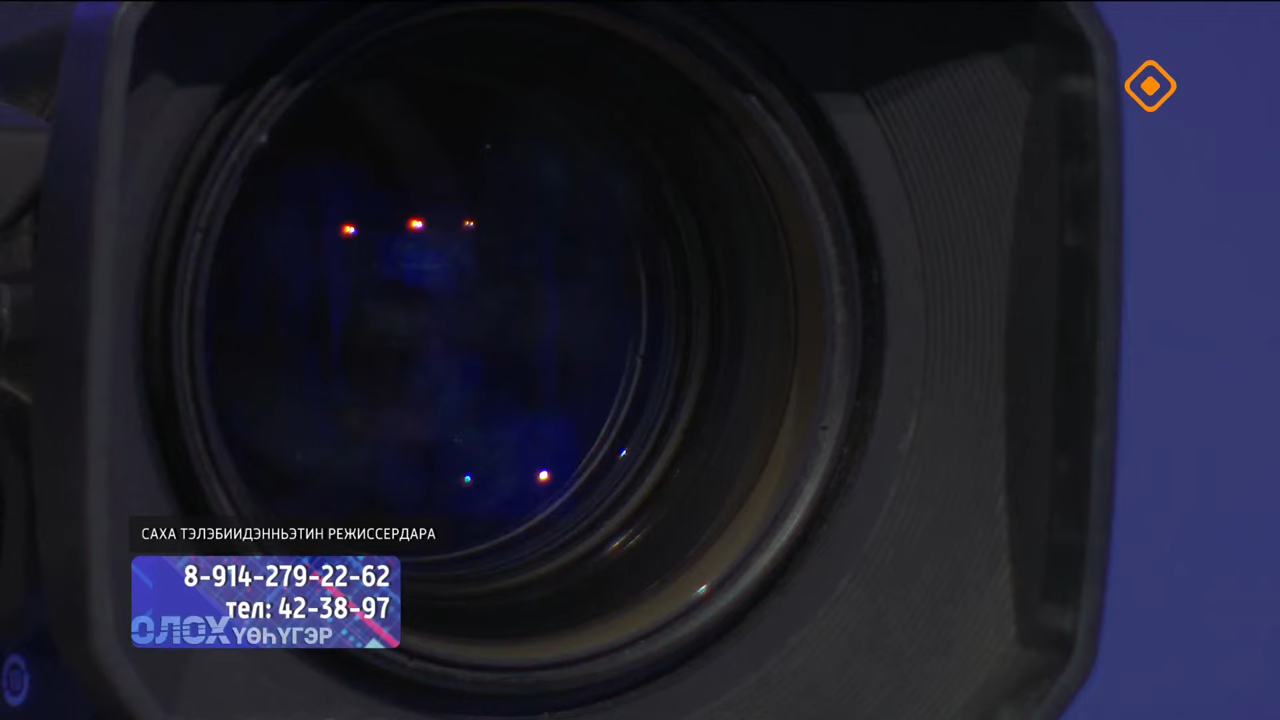 САХА ТЭЛЭБИИДЭННЬЭТИН РЕЖИССЕРДАРА
8-914-279-22-62
тел: 42-38-97
ОЛОХ ҮӨҺҮГЭР